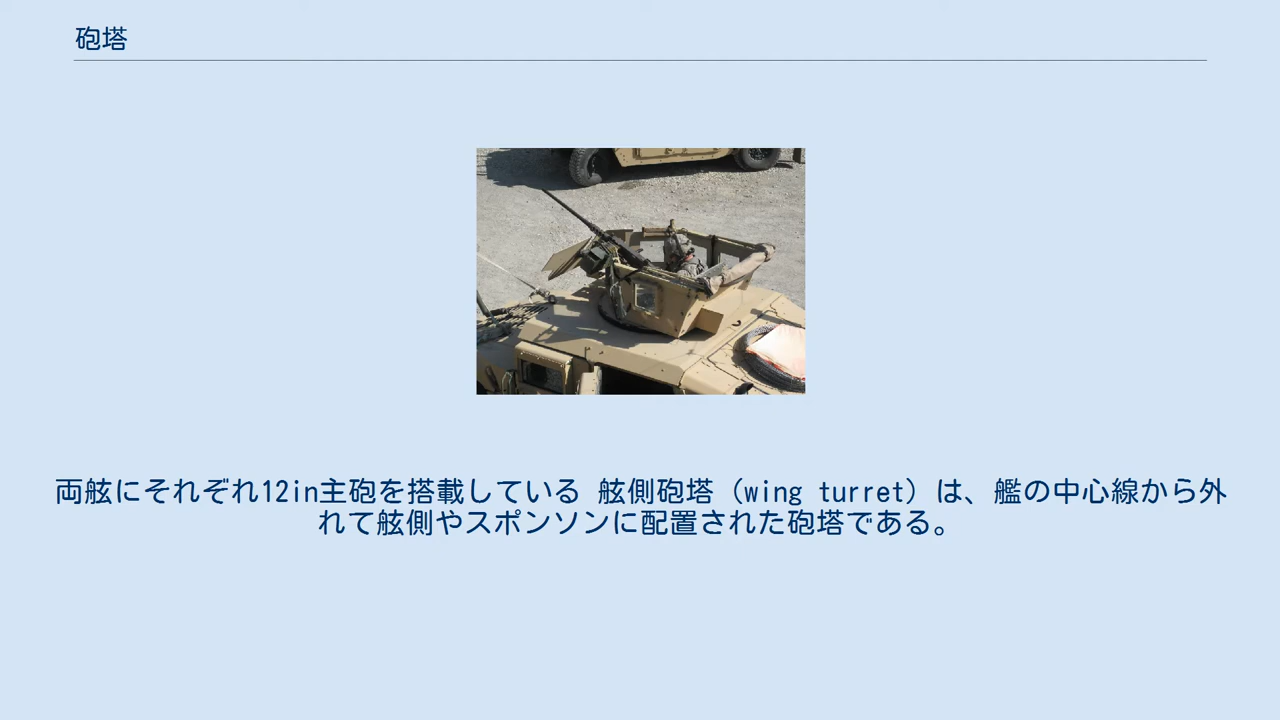 砲塔
両舷にそれぞれ12in主砲を搭載している 舷側砲塔（wing turret）は、艦の中心線から外
れて舷側やスポンソンに配置された砲塔である。